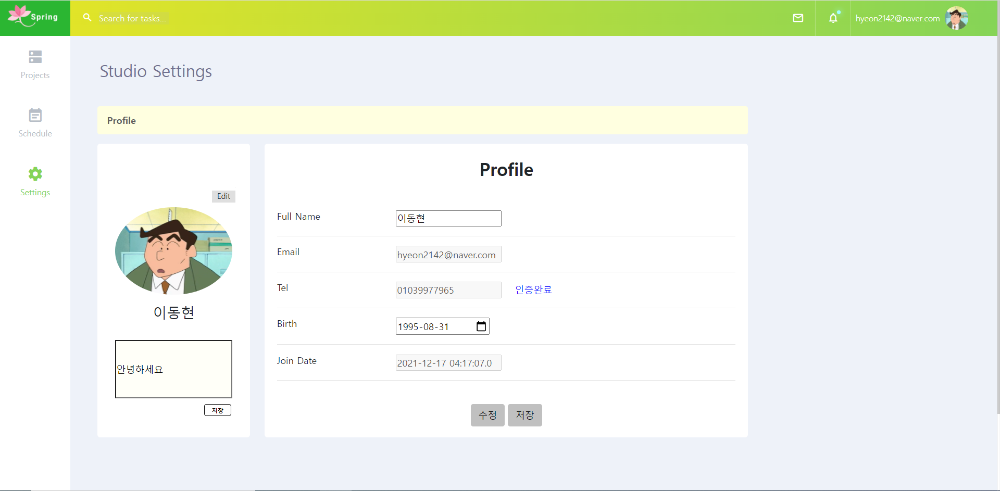 Spring
Search for tasks...
hyeon2142@naver.com
Projects
Schedule
Settings
Studio Settings
Profile
Edit
이동현
안녕하세요
저장
Profile
Full Name 이동현
Email hyeon2142@naver.com
Tel 01039977965 인증완료
Birth 1995-08-31
Join Date 2021-12-17 04:17:07.0
수정 저장